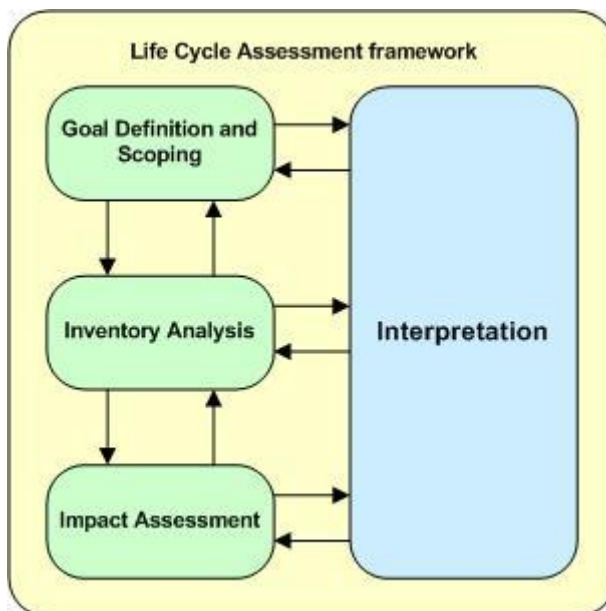 Life Cycle Assessment framework
Goal Definition and
Scoping
Inventory Analysis
Interpretation
Impact Assessment